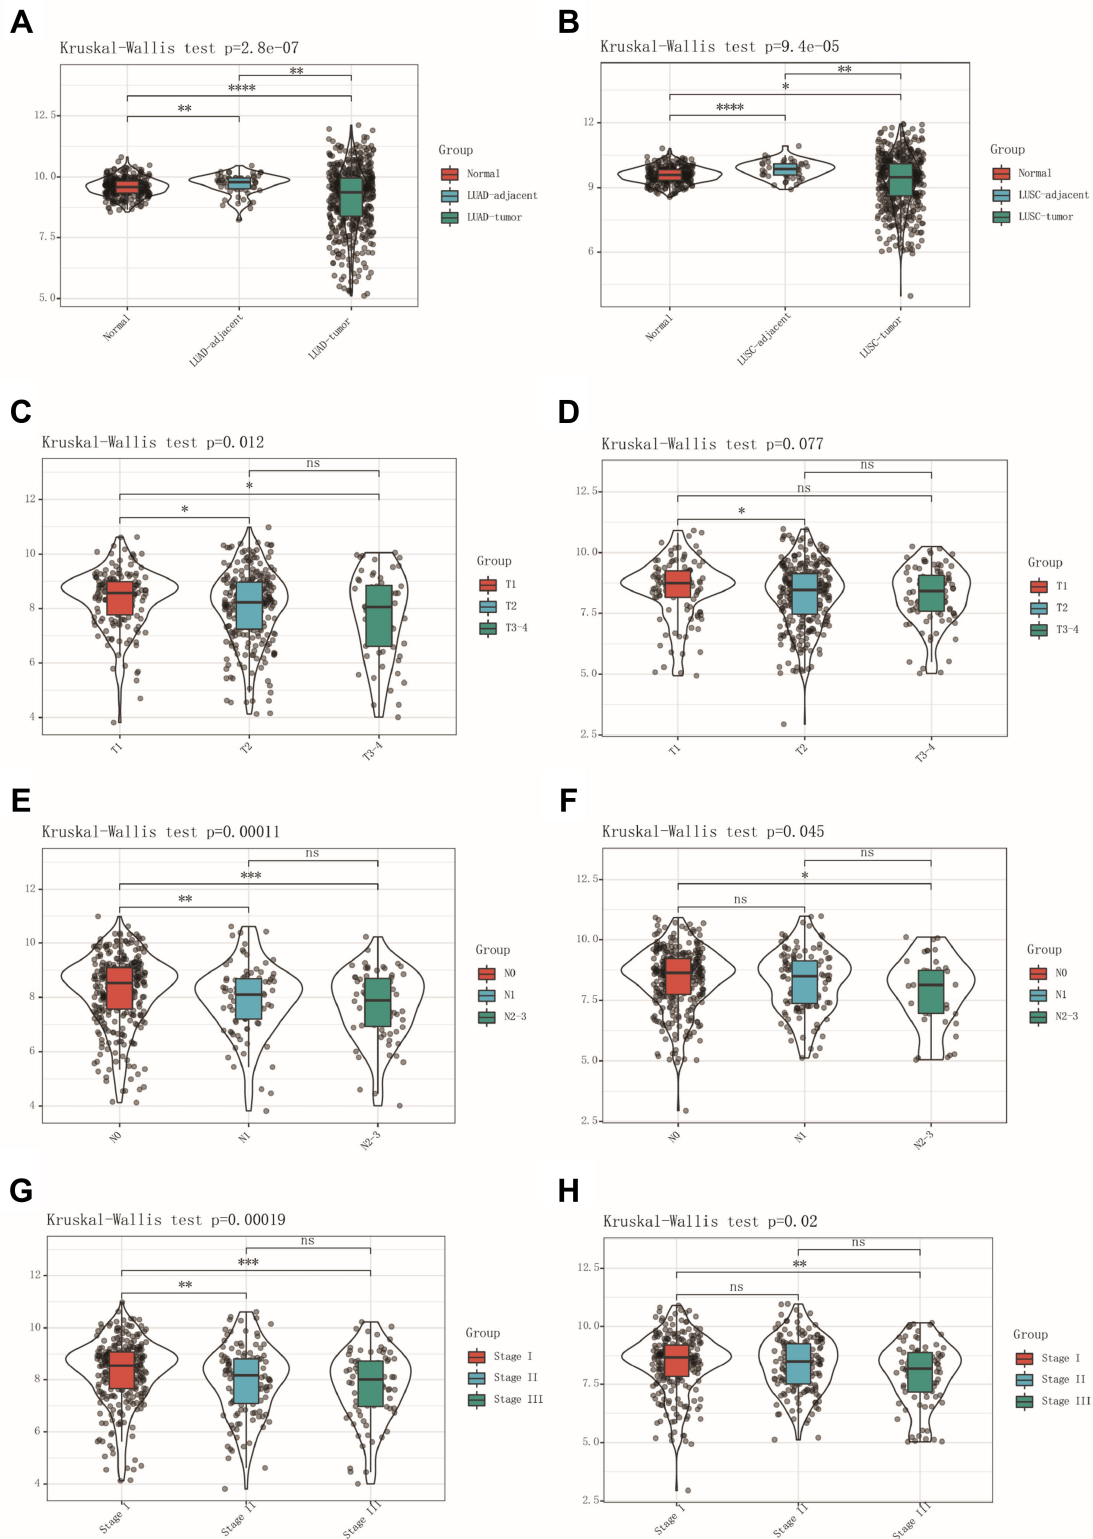 A
Kruskal-Wallis test p=2.8e-07
**
****
**
12.5
10.0
7.5
5.0
Normal
LUAD-adjacent
LUAD-tumor
Group
Normal
LUAD-adjacent
LUAD-tumor
B
Kruskal-Wallis test p=9.4e-05
**
*
****
12
9
6
Normal
LUSC-adjacent
LUSC-tumor
Group
Normal
LUSC-adjacent
LUSC-tumor
C
Kruskal-Wallis test p=0.012
ns
*
*
12
10
8
6
4
T1
T2
T3-4
Group
T1
T2
T3-4
D
Kruskal-Wallis test p=0.077
ns
ns
*
12.5
10.0
7.5
5.0
2.5
T1
T2
T3-4
Group
T1
T2
T3-4
E
Kruskal-Wallis test p=0.00011
ns
***
**
12
10
8
6
4
N0
N1
N2-3
Group
N0
N1
N2-3
F
Kruskal-Wallis test p=0.045
ns
*
ns
12.5
10.0
7.5
5.0
2.5
N0
N1
N2-3
Group
N0
N1
N2-3
G
Kruskal-Wallis test p=0.00019
ns
***
**
12
10
8
6
4
Stage I
Stage II
Stage III
Group
Stage I
Stage II
Stage III
H
Kruskal-Wallis test p=0.02
ns
**
ns
12.5
10.0
7.5
5.0
2.5
Stage I
Stage II
Stage III
Group
Stage I
Stage II
Stage III